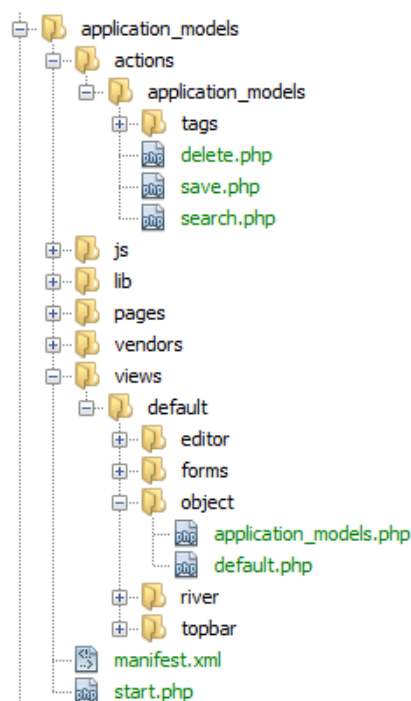 application_models
actions
application_models
tags
delete.php
save.php
search.php
js
lib
pages
vendors
views
default
editor
forms
object
application_models.php
default.php
river
topbar
manifest.xml
start.php